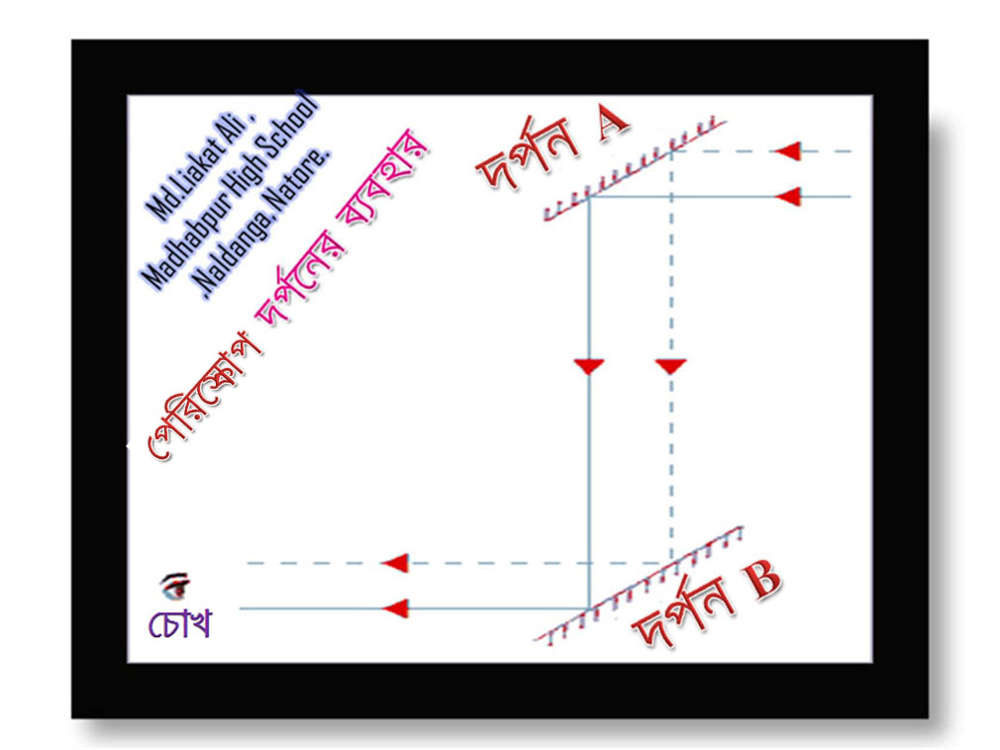 Md.Liakat Ali ,
Madhabpur High School
,Naldanga, Natore.
পেরিস্কোপ দর্পনের ব্যবহার
দর্পন A
দর্পন B
চোখ